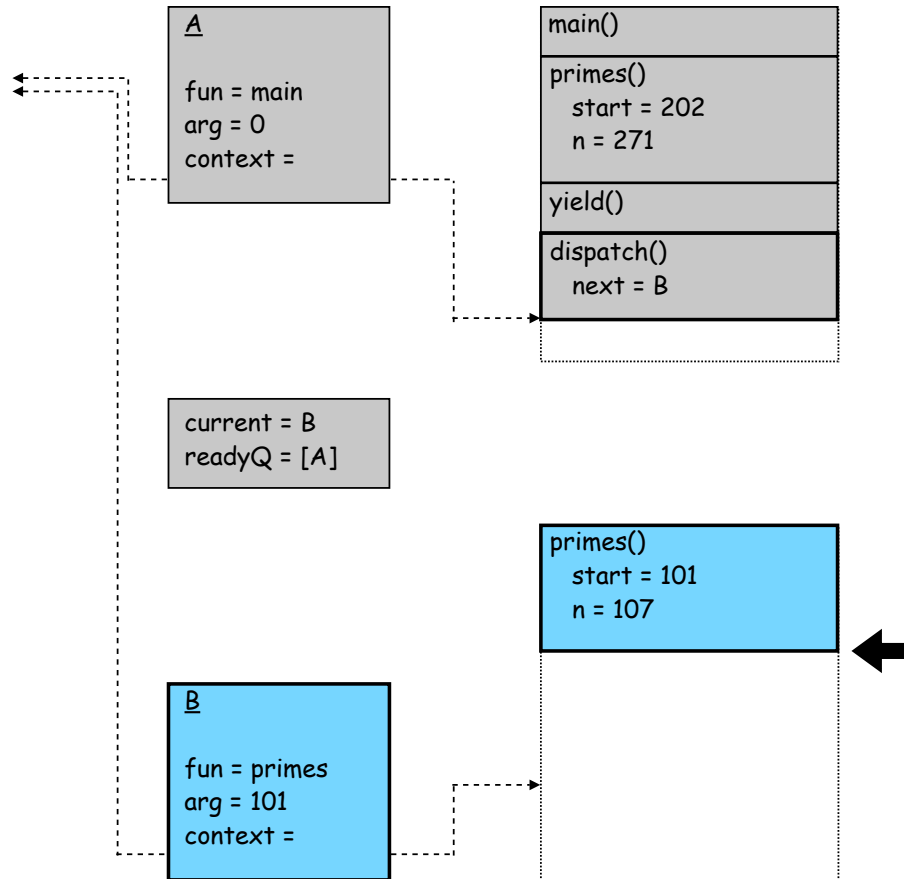 A
fun = main
arg = 0
context =
main()
primes()
start = 202
n = 271
yield()
dispatch()
next = B
current = B
readyQ = [A]
primes()
start = 101
n = 107
B
fun = primes
arg = 101
context =